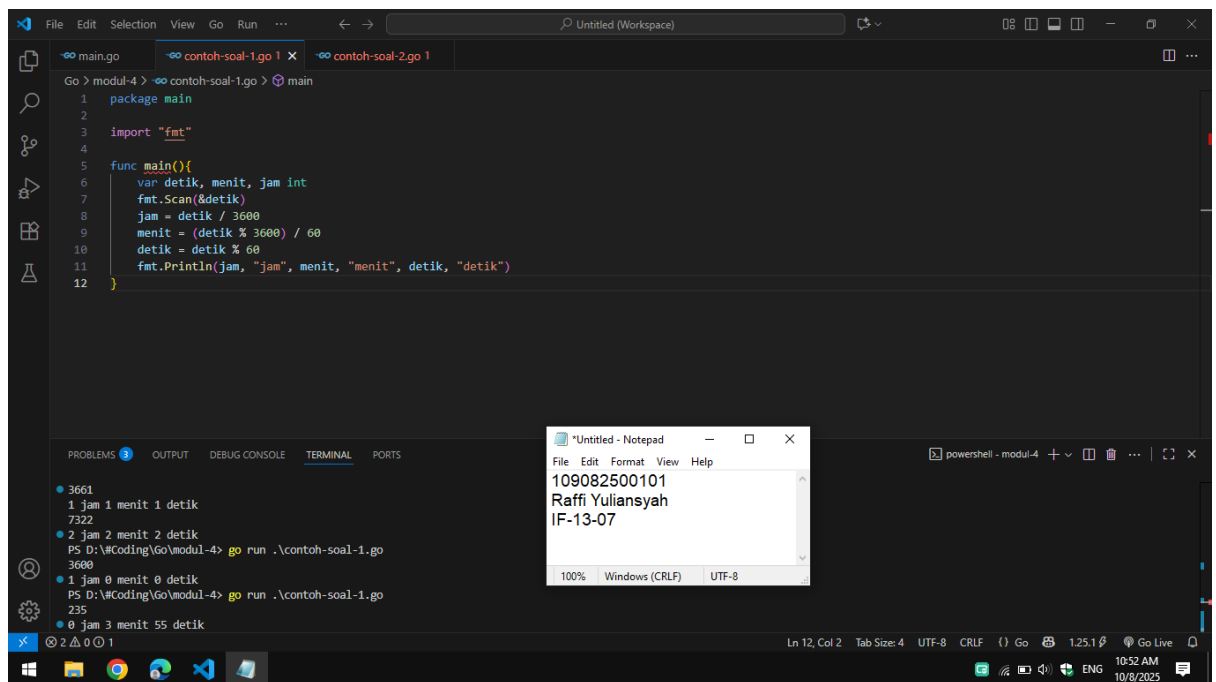 File Edit Selection View Go Run ··· ← → Untitled (Workspace)
main.go contoh-soal-1.go 1 contoh-soal-2.go 1 ···
Go > modul-4 > contoh-soal-1.go > main
1 package main
2
3 import "fmt"
4
5 func main(){
6 var detik, menit, jam int
7 fmt.Scan(&detik)
8 jam = detik / 3600
9 menit = (detik % 3600) / 60
10 detik = detik % 60
11 fmt.Println(jam, "jam", menit, "menit", detik, "detik")
12 }
*Untitled - Notepad
File Edit Format View Help
109082500101
Raffi Yuliansyah
IF-13-07
100% Windows (CRLF) UTF-8
PROBLEMS 3 OUTPUT DEBUG CONSOLE TERMINAL PORTS powershell - modul-4 ···
3661
1 jam 1 menit 1 detik
7322
2 jam 2 menit 2 detik
PS D:\#Coding\Go\modul-4> go run .\contoh-soal-1.go
3600
1 jam 0 menit 0 detik
PS D:\#Coding\Go\modul-4> go run .\contoh-soal-1.go
235
0 jam 3 menit 55 detik
2 0 1 Ln 12, Col 2 Tab Size: 4 UTF-8 CRLF {} Go 1.25.1 Go Live
ENG 10:52 AM
10/8/2025